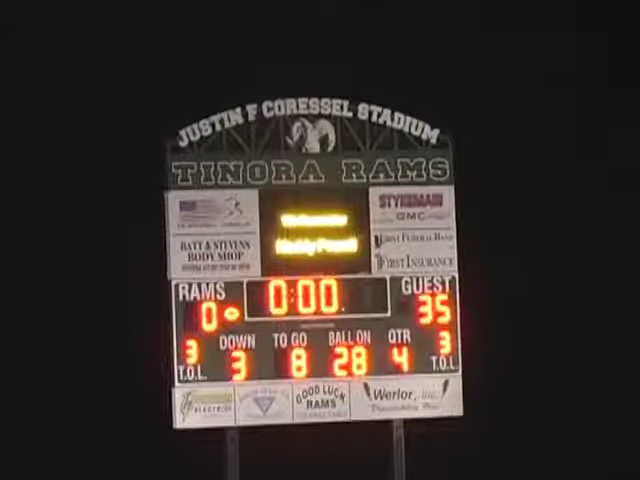 JUSTIN F CORESSEL STADIUM
TINORA RAMS
STYKEMAIN
GMC
BATT & STEVENS
BODY SHOP
FIRST FEDERAL BANK
FIRST INSURANCE
RAMS 0:00 GUEST
0 35
DOWN TO GO BALL ON QTR
3 3 8 28 4 3
T.O.L. T.O.L.
ELECTRIC
GOOD LUCK
RAMS
Werlor, INC.